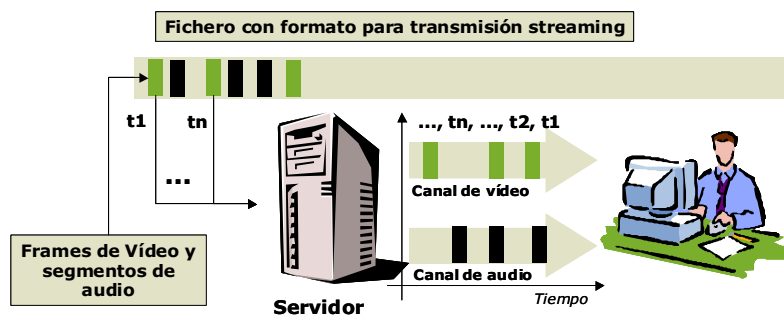 Fichero con formato para transmisión streaming
t1
tn
...
..., tn, ..., t2, t1
Canal de vídeo
Frames de Vídeo y
segmentos de
audio
Canal de audio
Servidor
Tiempo